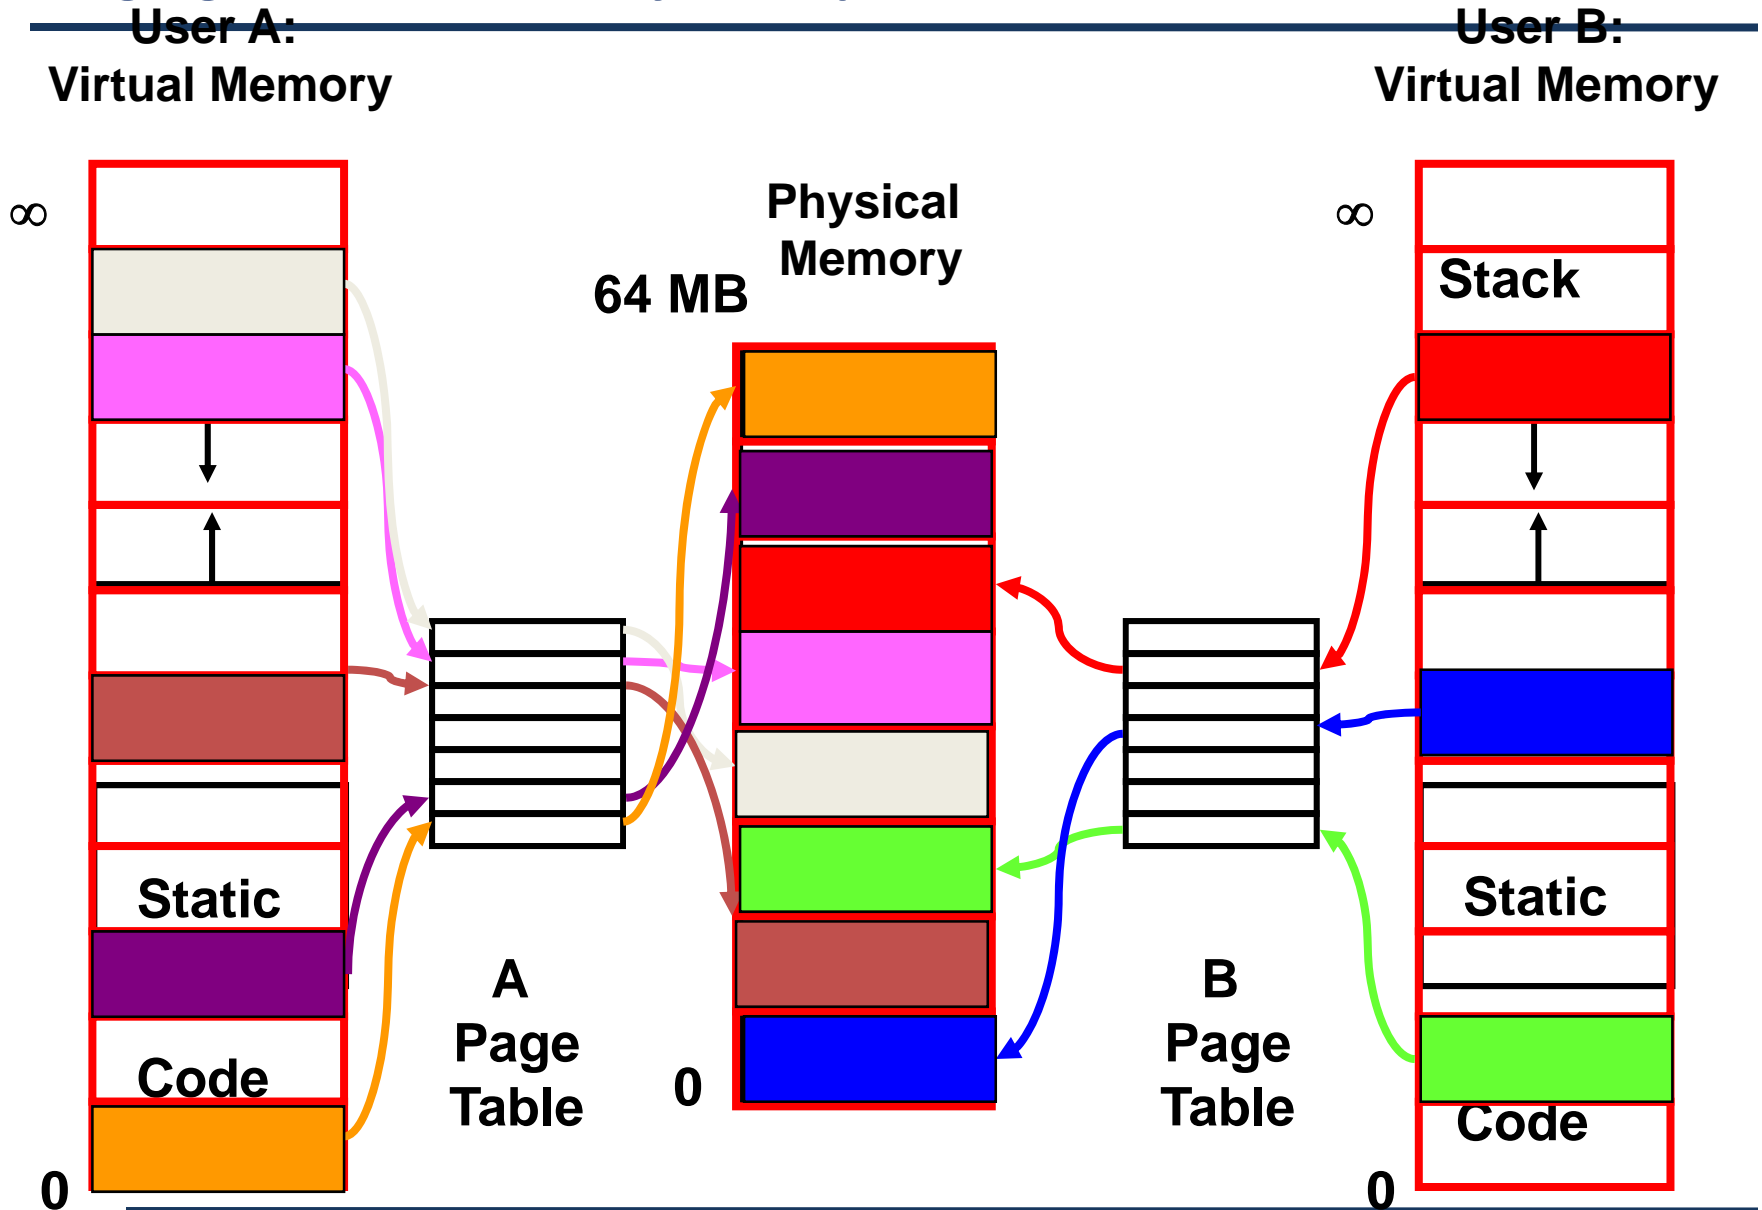 User A:
Virtual Memory
User B:
Virtual Memory
∞
Physical
Memory
64 MB
∞
Stack
Static
Static
A
Page
Table
B
Page
Table
Code
0
Code
0
0